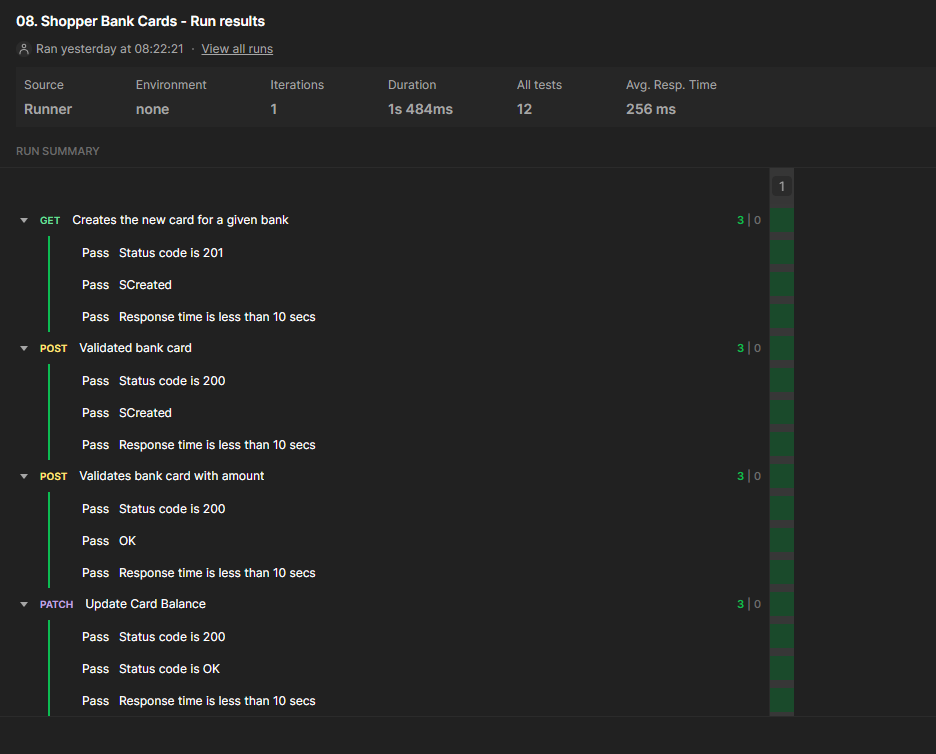 08. Shopper Bank Cards - Run results
Ran yesterday at 08:22:21 · View all runs
Source Environment Iterations Duration All tests Avg. Resp. Time
Runner none 1 1s 484ms 12 256 ms
RUN SUMMARY
1
GET Creates the new card for a given bank 3 | 0
Pass Status code is 201
Pass SCreated
Pass Response time is less than 10 secs
POST Validated bank card 3 | 0
Pass Status code is 200
Pass SCreated
Pass Response time is less than 10 secs
POST Validates bank card with amount 3 | 0
Pass Status code is 200
Pass OK
Pass Response time is less than 10 secs
PATCH Update Card Balance 3 | 0
Pass Status code is 200
Pass Status code is OK
Pass Response time is less than 10 secs